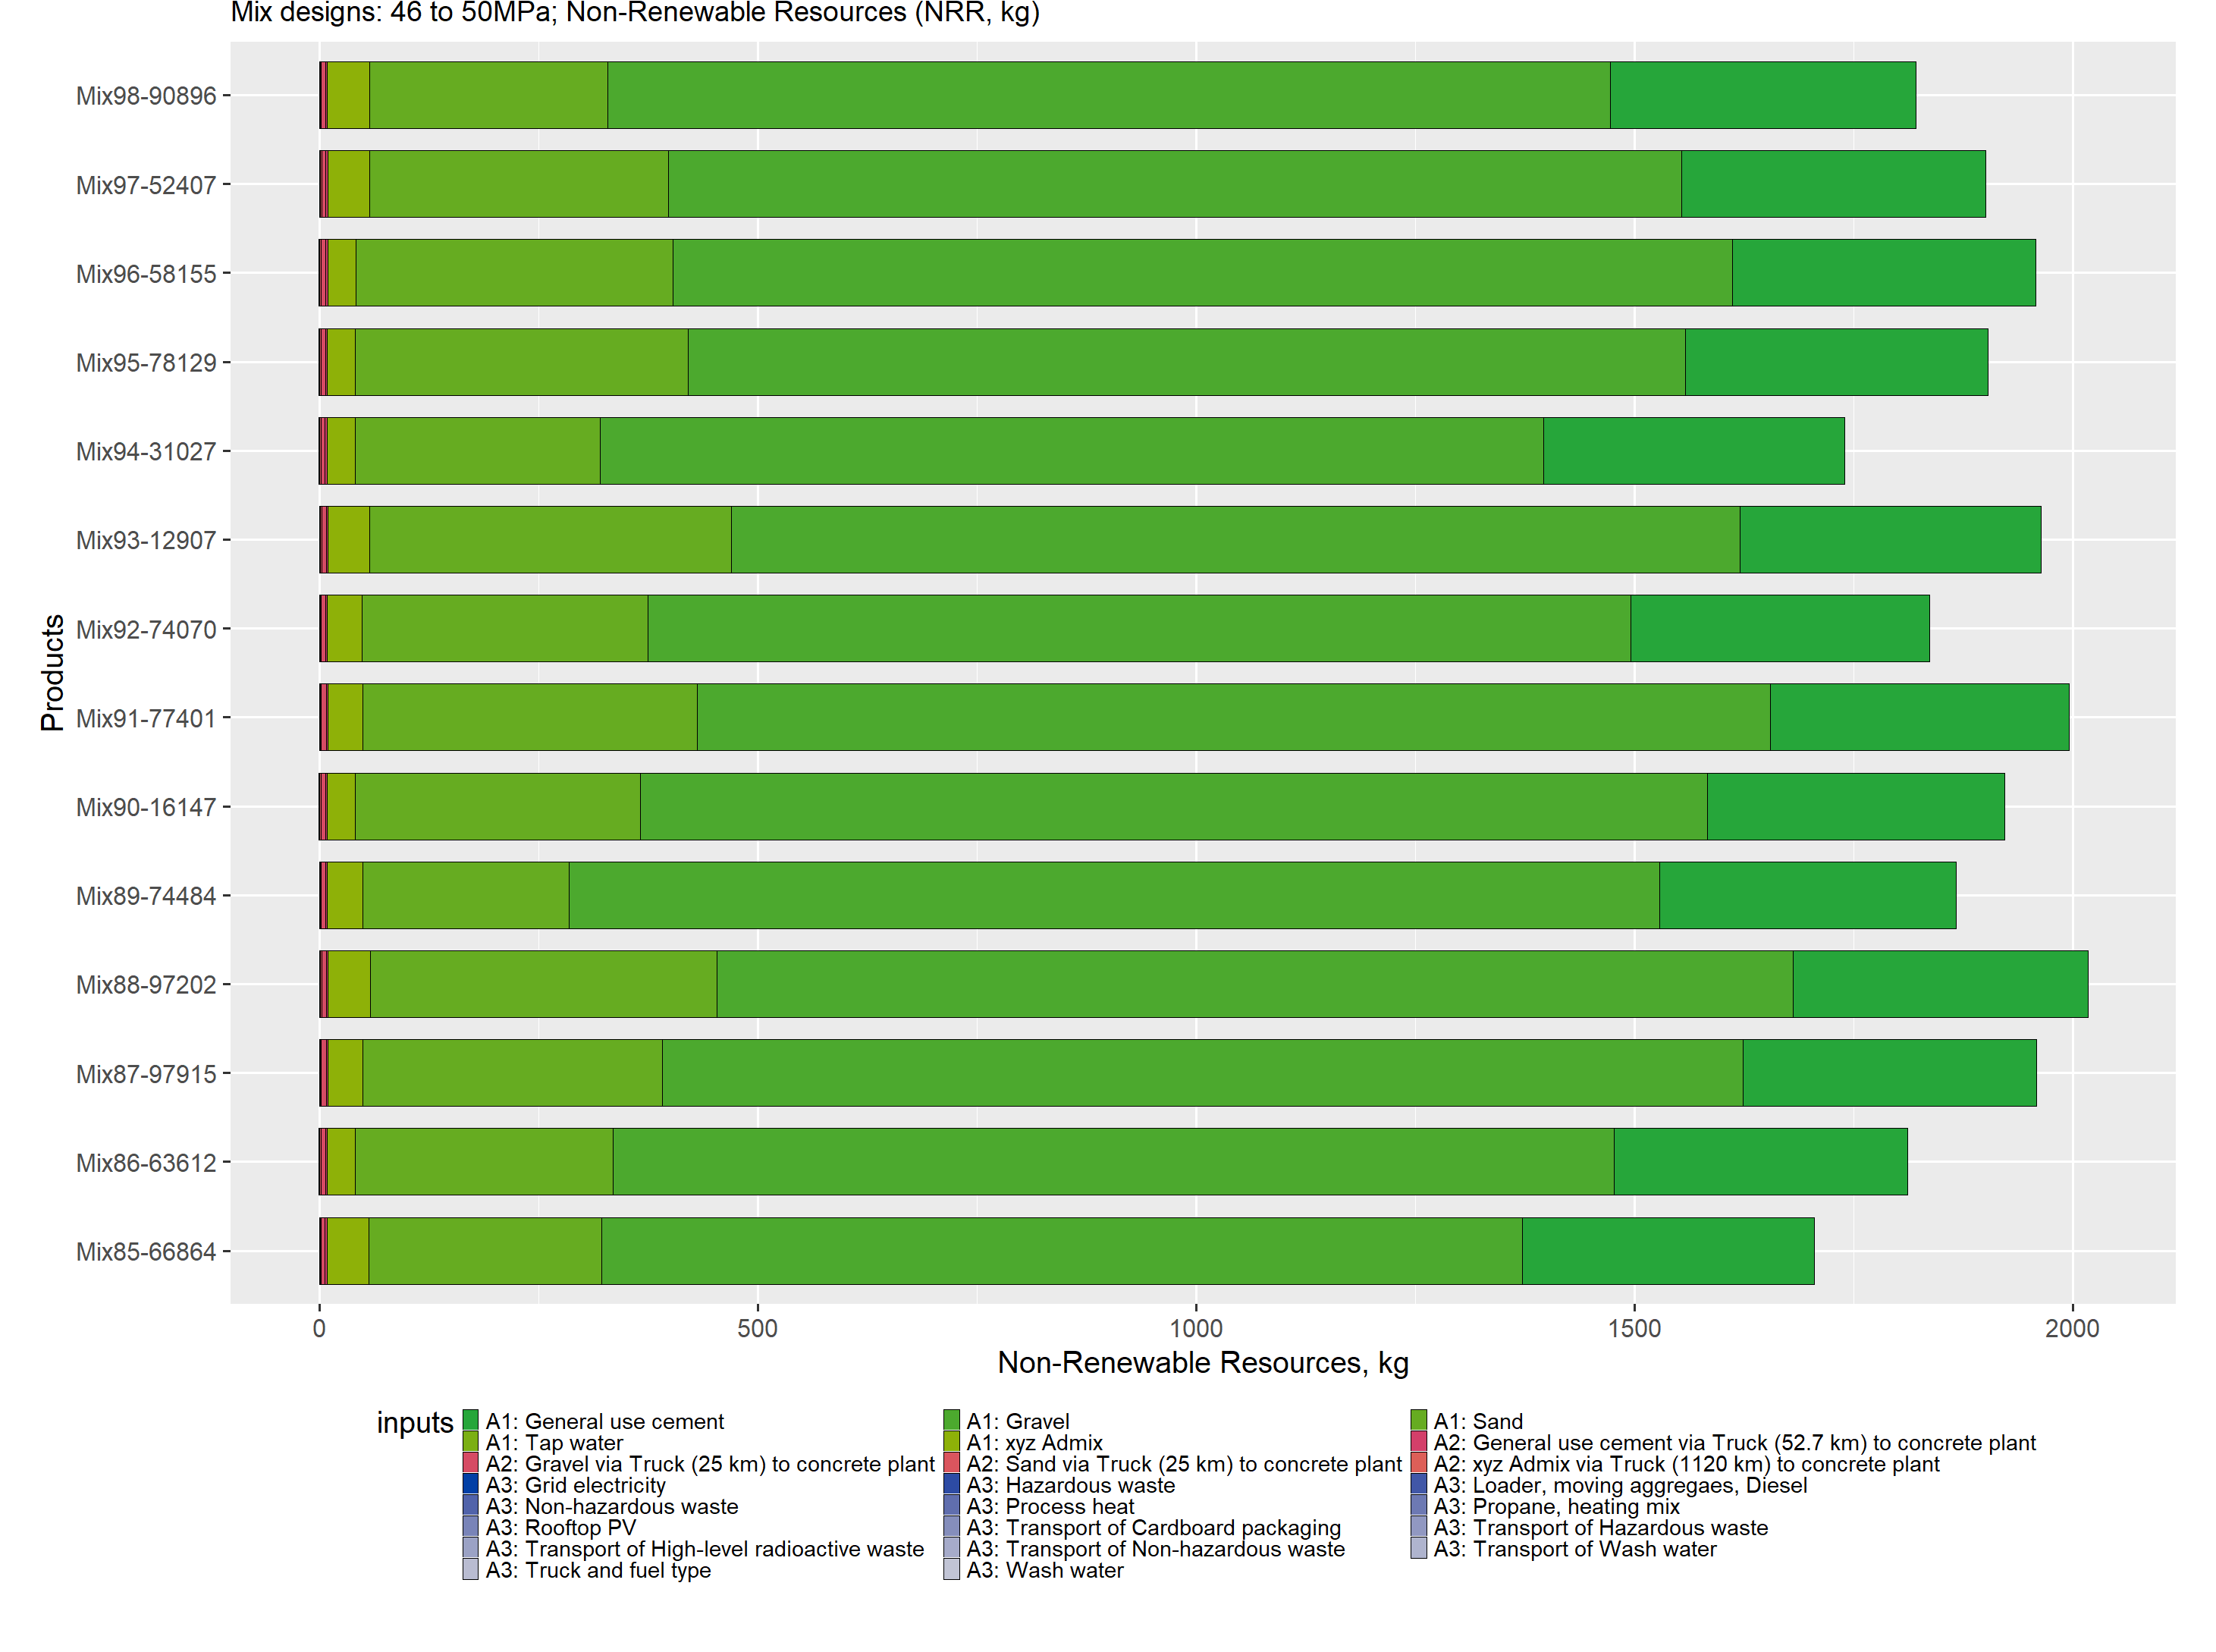 Mix designs: 46 to 50MPa; Non-Renewable Resources (NRR, kg)
Products
Mix98-90896
Mix97-52407
Mix96-58155
Mix95-78129
Mix94-31027
Mix93-12907
Mix92-74070
Mix91-77401
Mix90-16147
Mix89-74484
Mix88-97202
Mix87-97915
Mix86-63612
Mix85-66864
0 500 1000 1500 2000
Non-Renewable Resources, kg
inputs
A1: General use cement A1: Gravel A1: Sand
A1: Tap water A1: xyz Admix A2: General use cement via Truck (52.7 km) to concrete plant
A2: Gravel via Truck (25 km) to concrete plant A2: Sand via Truck (25 km) to concrete plant A2: xyz Admix via Truck (1120 km) to concrete plant
A3: Grid electricity A3: Hazardous waste A3: Loader, moving aggregaes, Diesel
A3: Non-hazardous waste A3: Process heat A3: Propane, heating mix
A3: Rooftop PV A3: Transport of Cardboard packaging A3: Transport of Hazardous waste
A3: Transport of High-level radioactive waste A3: Transport of Non-hazardous waste A3: Transport of Wash water
A3: Truck and fuel type A3: Wash water